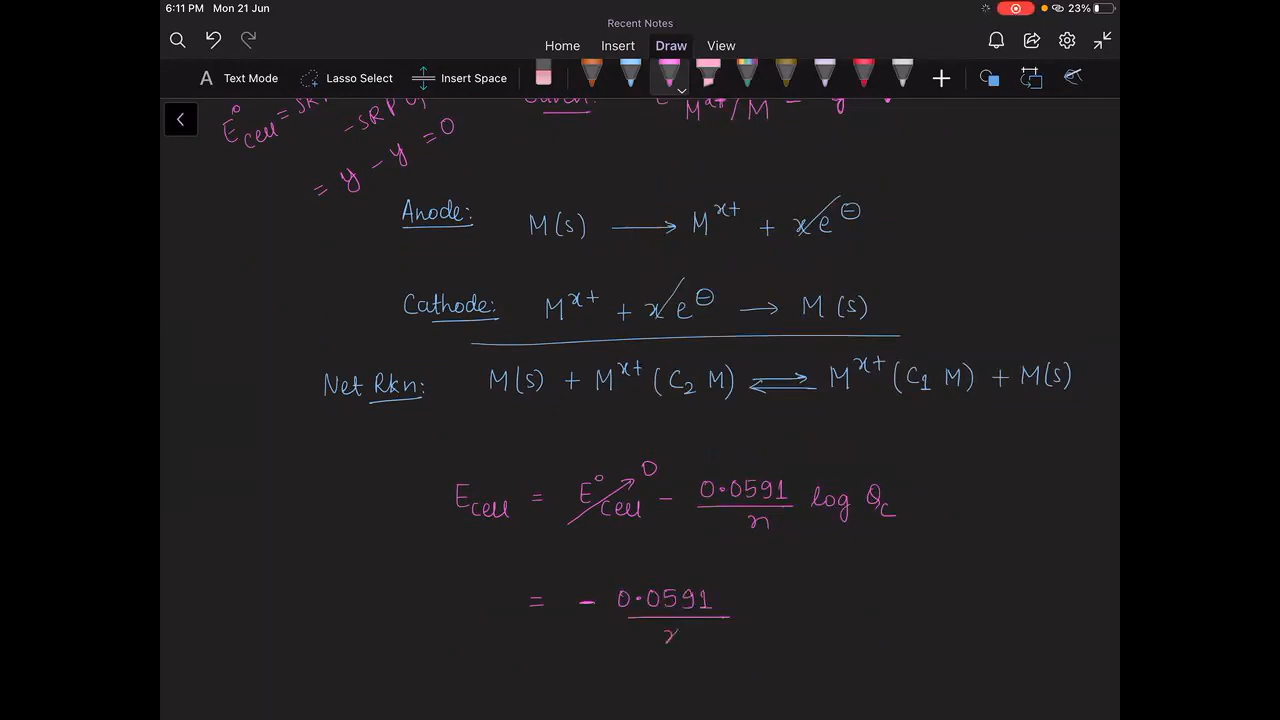 6:11 PM Mon 21 Jun
23%
Recent Notes
Home Insert Draw View
A Text Mode Lasso Select Insert Space
E°cell = SRP
- SRP of
= y - y = 0
M^x+/M = y
Anode: M(s) ⟶ M^x+ + xe^⊖
Cathode: M^x+ + xe^⊖ ⟶ M(s)
Net Rkn: M(s) + M^x+ (C₂ M) ⇌ M^x+ (C₁ M) + M(s)
Ecell = E°cell 0 - 0.0591/n log Qc
= - 0.0591/x